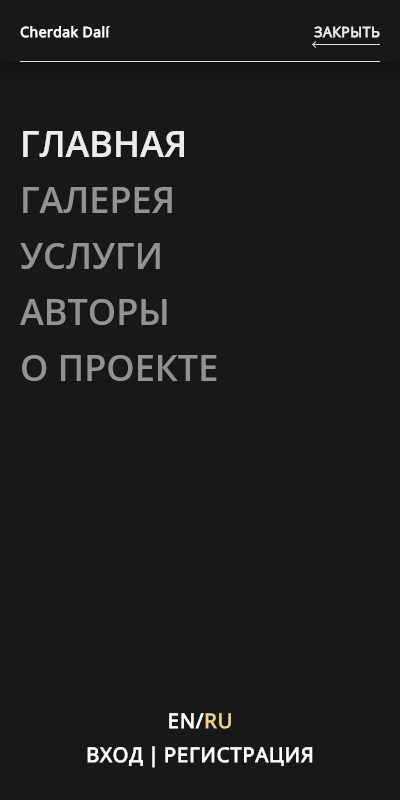 Cherdak Dalí
ЗАКРЫТЬ
ГЛАВНАЯ
ГАЛЕРЕЯ
УСЛУГИ
АВТОРЫ
О ПРОЕКТЕ
EN/RU
ВХОД | РЕГИСТРАЦИЯ